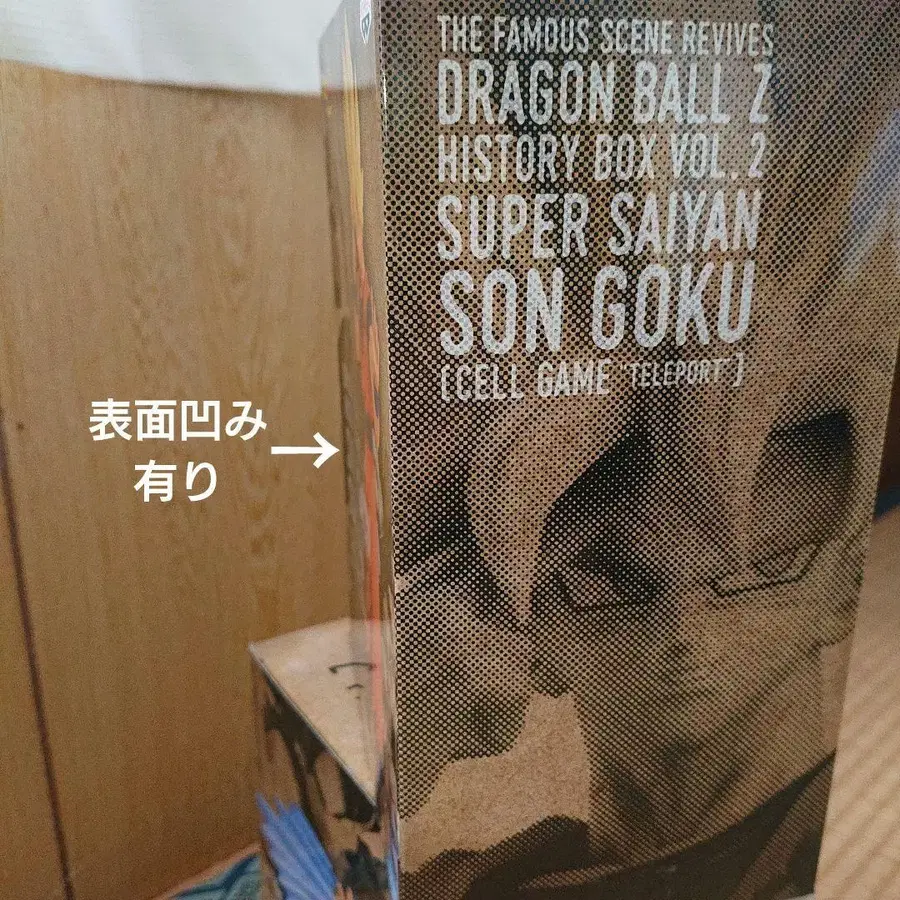 THE FAMOUS SCENE REVIVES
DRAGON BALL Z
HISTORY BOX VOL. 2
SUPER SAIYAN
SON GOKU
[CELL GAME "TELEPORT"]
表面凹み
有り →